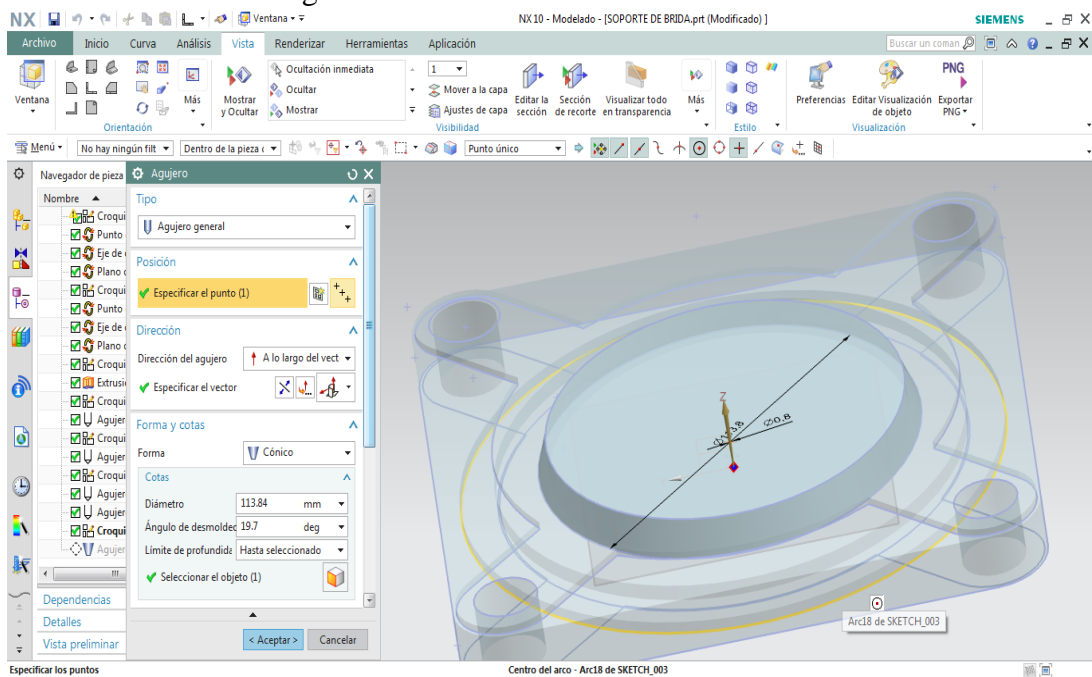 NX
Ventana
NX 10 - Modelado - [SOPORTE DE BRIDA.prt (Modificado) ]
SIEMENS
Archivo Inicio Curva Análisis Vista Renderizar Herramientas Aplicación
Buscar un coman
Ventana
Orientación
Más
Mostrar y Ocultar
Ocultación inmediata
Ocultar
Mostrar
1
Mover a la capa
Ajustes de capa
Visibilidad
Editar la sección
Sección de recorte
Visualizar todo en transparencia
Más
Estilo
Preferencias
Editar Visualización de objeto
PNG
Exportar PNG
Visualización
Menú
No hay ningún filt
Dentro de la pieza c
Punto único
Navegador de pieza
Nombre
Croqui
Punto
Eje de
Plano
Croqui
Punto
Eje de
Plano
Croqui
Extrusi
Croqui
Agujer
Croqui
Agujer
Croqui
Agujer
Agujer
Croqui
Agujer
Dependencias
Detalles
Vista preliminar
Agujero
Tipo
Agujero general
Posición
Especificar el punto (1)
Dirección
Dirección del agujero A lo largo del vect
Especificar el vector
Forma y cotas
Forma Cónico
Cotas
Diámetro 113.84 mm
Ángulo de desmoldec 19.7 deg
Límite de profundida Hasta seleccionado
Seleccionar el objeto (1)
< Aceptar > Cancelar
Z
Ø0,8
Arc18 de SKETCH_003
Especificar los puntos
Centro del arco - Arc18 de SKETCH_003